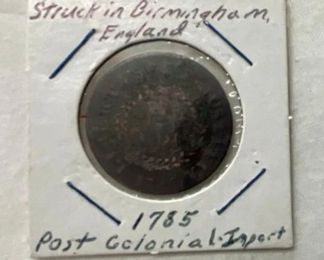 Struck in Birmingham,
England
1785
Post Colonial Import